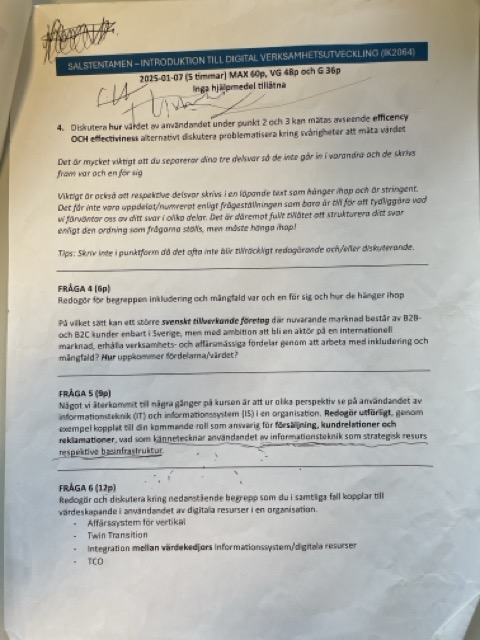 SALSTENTAMEN – INTRODUKTION TILL DIGITAL VERKSAMHETSUTVECKLING (IK2064)
2025-01-07 (5 timmar) MAX 60p, VG 48p och G 36p
Inga hjälpmedel tillåtna
4. Diskutera hur värdet av användandet under punkt 2 och 3 kan mätas avseende efficency
OCH effectiviness alternativt diskutera problematisera kring svårigheter att mäta värdet
Det är mycket viktigt att du separerar dina tre delsvar så de inte går in i varandra och de skrivs
fram var och en för sig
Viktigt är också att respektive delsvar skrivs i en löpande text som hänger ihop och är stringent.
Det får inte vara uppdelat/numrerat enligt frågeställningen som bara är till för att tydliggöra vad
vi förväntar oss av ditt svar i olika delar. Det är däremot fullt tillåtet att strukturera ditt svar
enligt den ordning som frågorna ställs, men måste hänga ihop!
Tips: Skriv inte i punktform då det ofta inte blir tillräckligt redogörande och/eller diskuterande.
FRÅGA 4 (6p)
Redogör för begreppen inkludering och mångfald var och en för sig och hur de hänger ihop
På vilket sätt kan ett större svenskt tillverkande företag där nuvarande marknad består av B2B-
och B2C kunder enbart i Sverige, men med ambition att bli en aktör på en internationell
marknad, erhålla verksamhets- och affärsmässiga fördelar genom att arbeta med inkludering och
mångfald? Hur uppkommer fördelarna/värdet?
FRÅGA 5 (9p)
Något vi återkommit till några gånger på kursen är att ur olika perspektiv se på användandet av
informationsteknik (IT) och informationssystem (IS) i en organisation. Redogör utförligt, genom
exempel kopplat till din kommande roll som ansvarig för försäljning, kundrelationer och
reklamationer, vad som kännetecknar användandet av informationsteknik som strategisk resurs
respektive basinfrastruktur.
FRÅGA 6 (12p)
Redogör och diskutera kring nedanstående begrepp som du i samtliga fall kopplar till
värdeskapande i användandet av digitala resurser i en organisation.
- Affärssystem för vertikal
- Twin Transition
- Integration mellan värdekedjors informationssystem/digitala resurser
- TCO